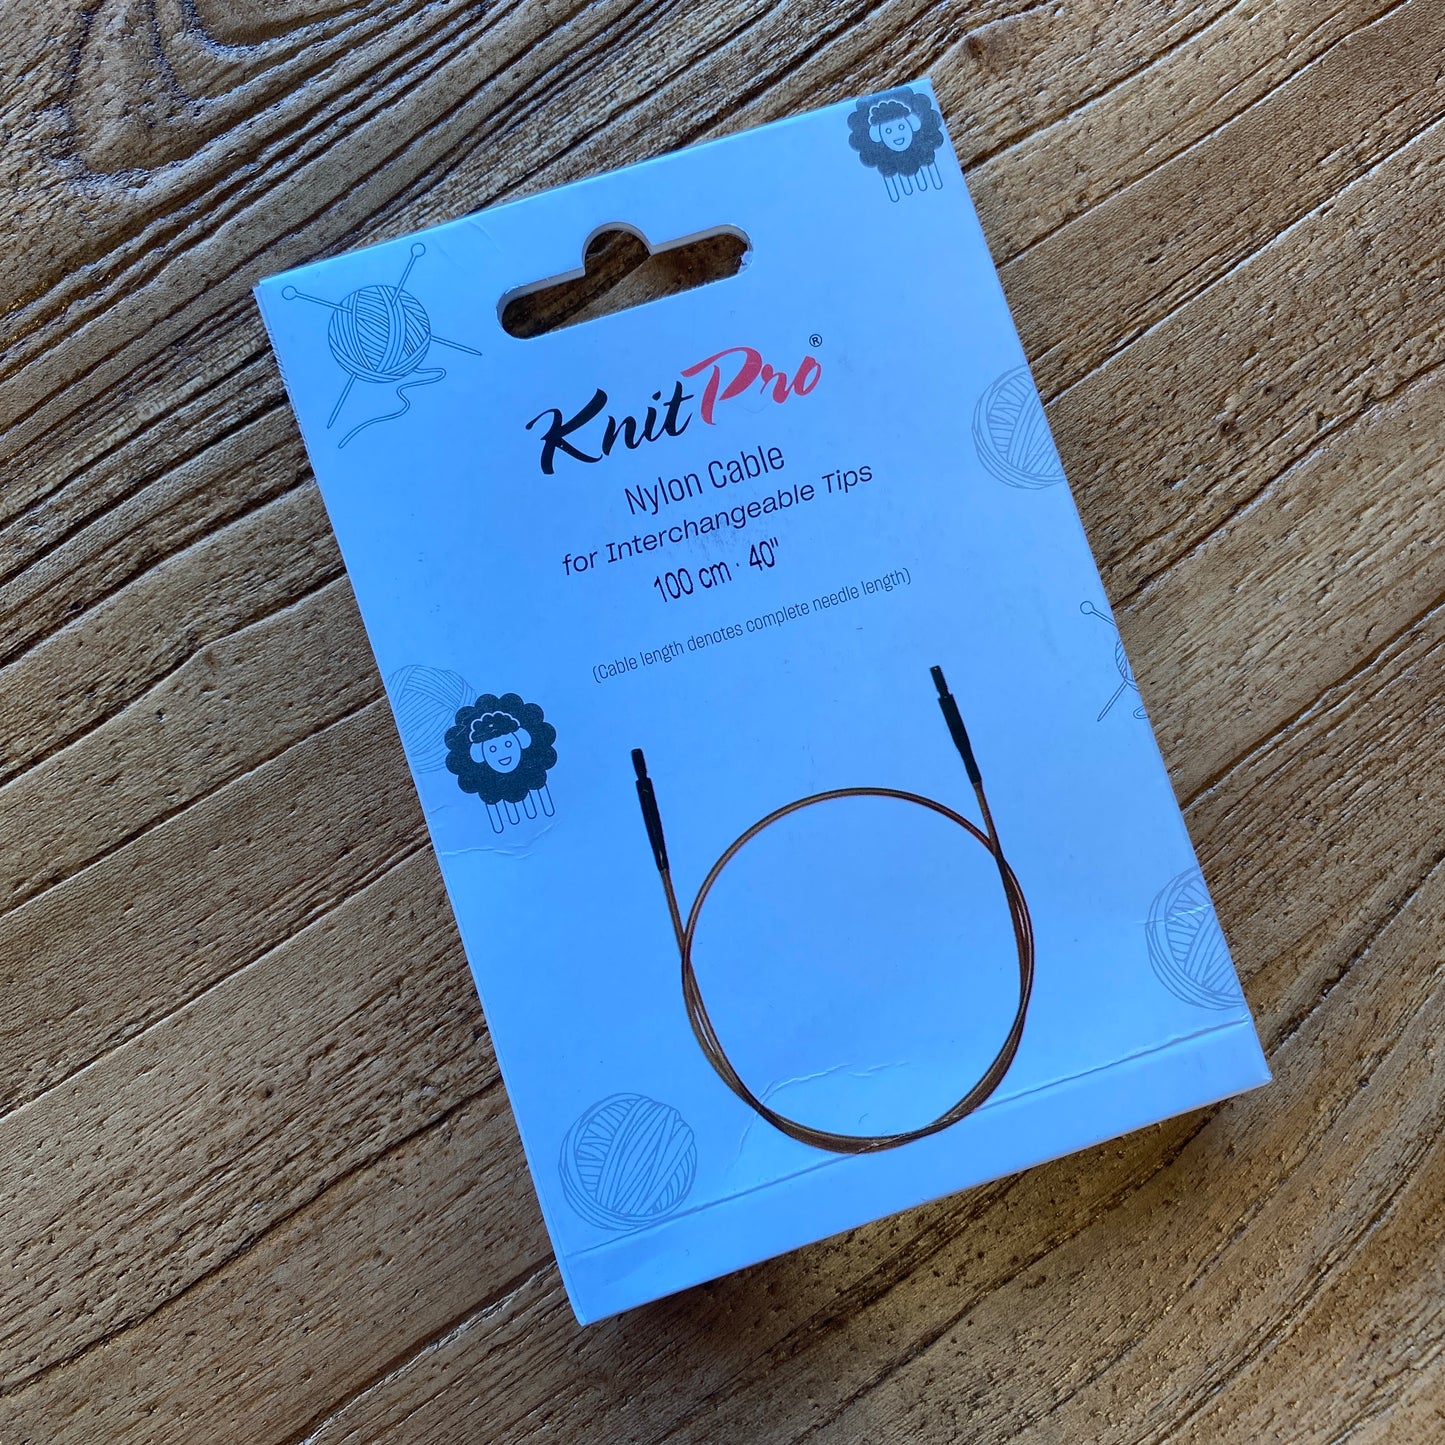 KnitPro®
Nylon Cable
for Interchangeable Tips
100 cm · 40"
(Cable length denotes complete needle length)